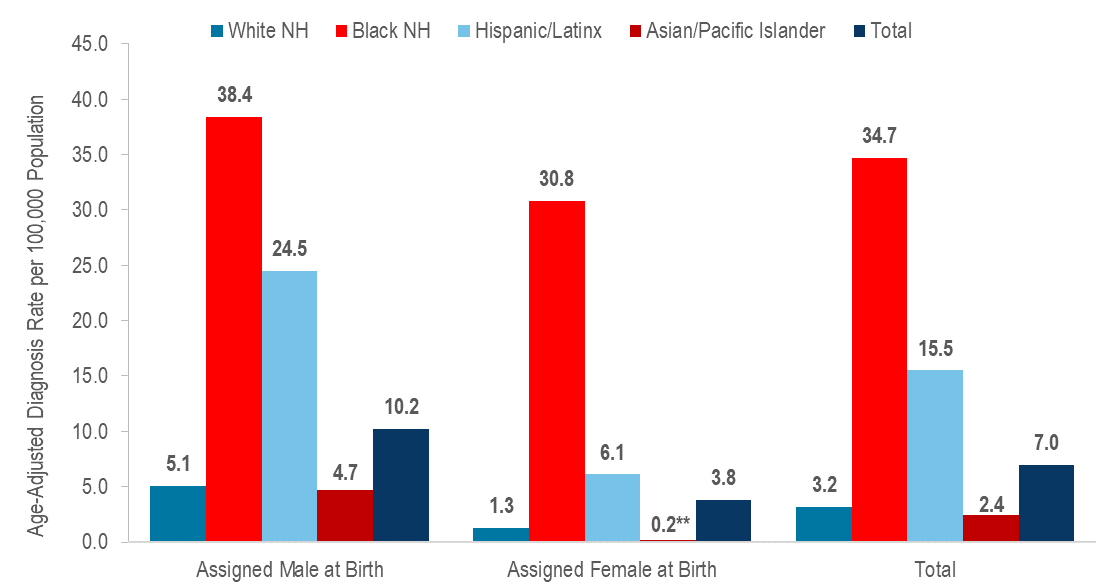 White NH Black NH Hispanic/Latinx Asian/Pacific Islander Total
Age-Adjusted Diagnosis Rate per 100,000 Population
45.0
40.0
35.0
30.0
25.0
20.0
15.0
10.0
5.0
0.0
5.1 38.4 24.5 4.7 10.2
1.3 30.8 6.1 0.2** 3.8
3.2 34.7 15.5 2.4 7.0
Assigned Male at Birth Assigned Female at Birth Total